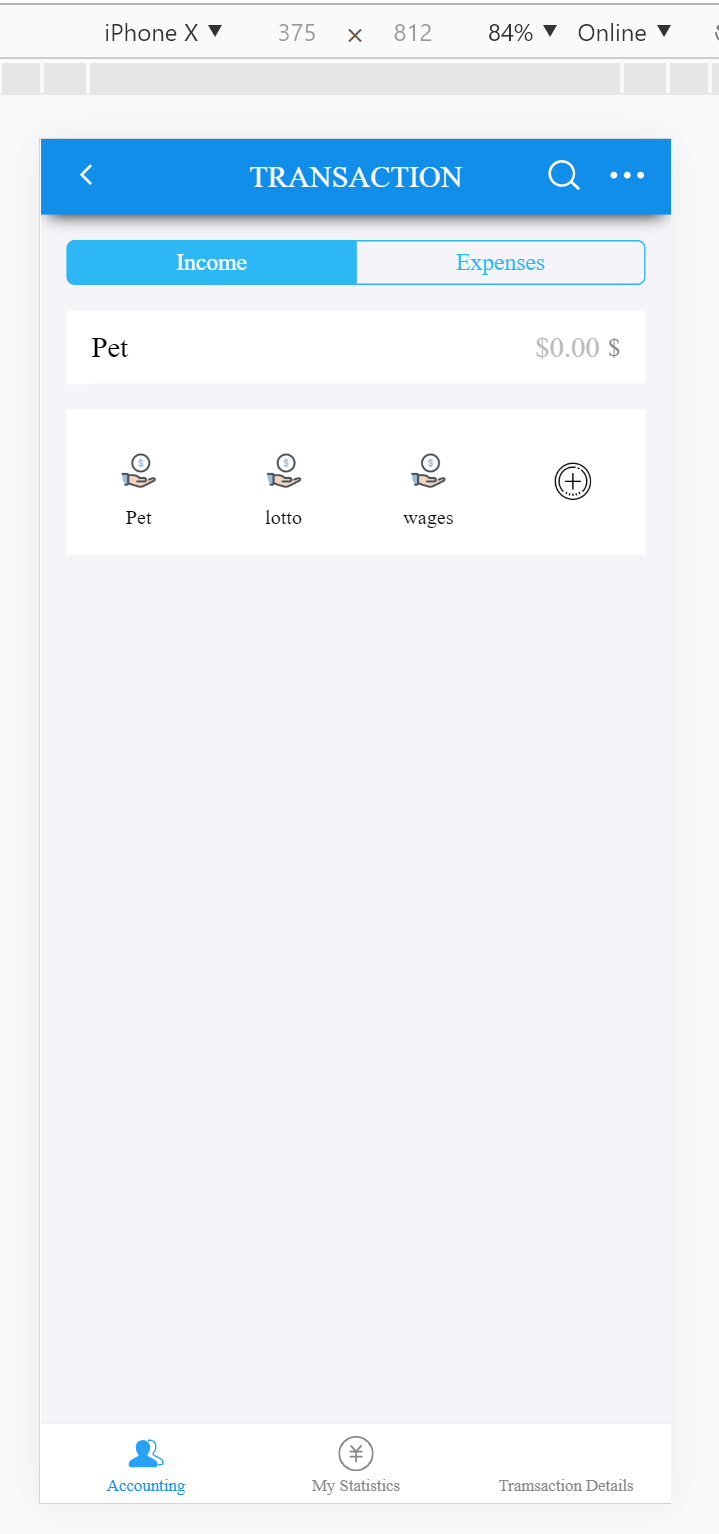 iPhone X ▼ 375 × 812 84% ▼ Online ▼
TRANSACTION
Income Expenses
Pet $0.00 $
Pet lotto wages
Accounting My Statistics Tramsaction Details